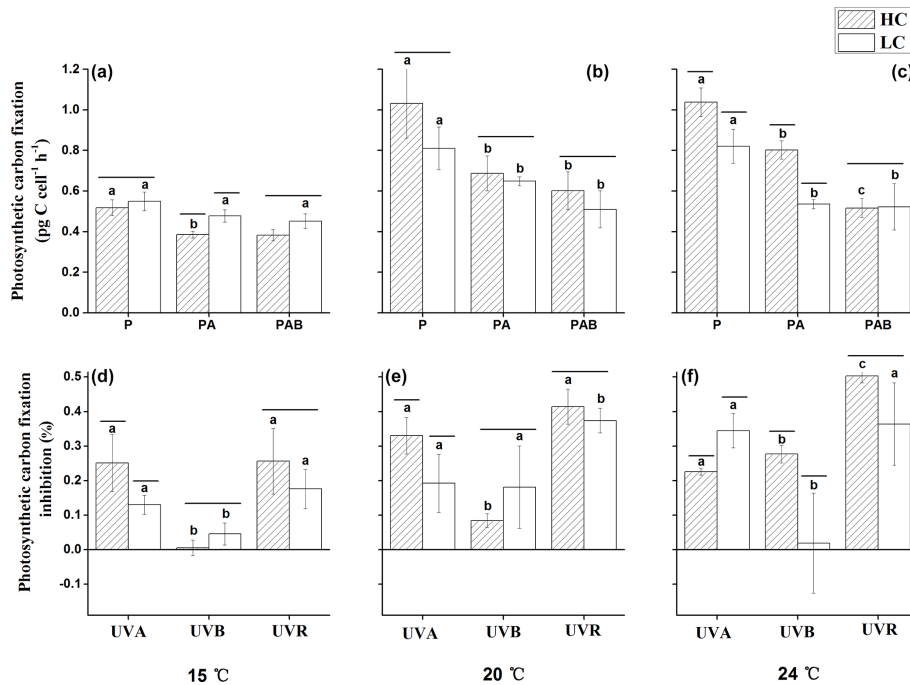 HC
LC
(a)
(b)
(c)
Photosynthetic carbon fixation
(pg C cell⁻¹ h⁻¹)
1.2
1.0
0.8
0.6
0.4
0.2
0.0
a a b a a
a a b b b b
a a b b c
P PA PAB P PA PAB P PA PAB
(d)
(e)
(f)
Photosynthetic carbon fixation
inhibition (%)
0.5
0.4
0.3
0.2
0.1
0.0
-0.1
a a b b a a
a a b a a b
a a b b c a
UVA UVB UVR UVA UVB UVR UVA UVB UVR
15 ℃ 20 ℃ 24 ℃